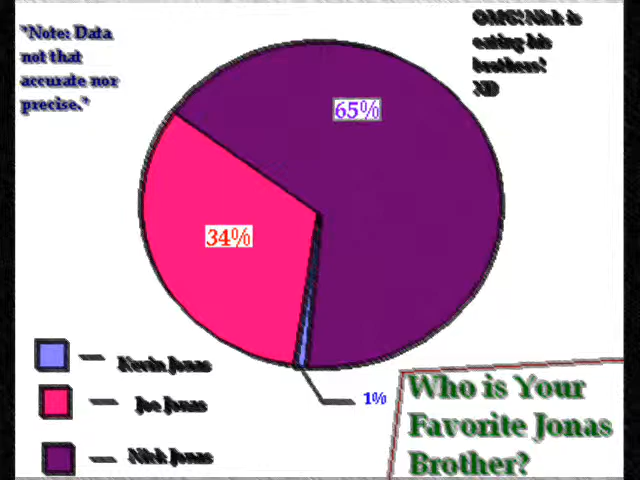 *Note: Data
not that
accurate nor
precise.*
OMG! Nick is
eating his
brothers!
XD
65%
34%
1%
Kevin Jonas
Joe Jonas
Nick Jonas
Who is Your
Favorite Jonas
Brother?